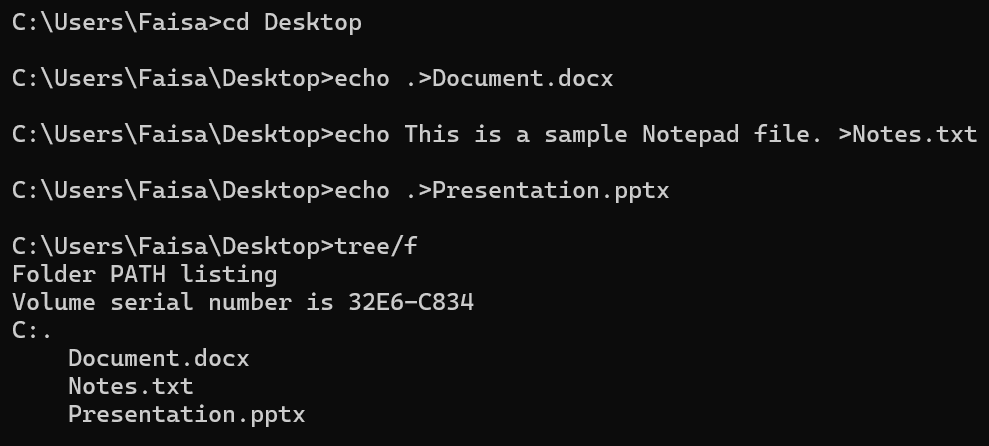 C:\Users\Faisa>cd Desktop
C:\Users\Faisa\Desktop>echo .>Document.docx
C:\Users\Faisa\Desktop>echo This is a sample Notepad file. >Notes.txt
C:\Users\Faisa\Desktop>echo .>Presentation.pptx
C:\Users\Faisa\Desktop>tree/f
Folder PATH listing
Volume serial number is 32E6-C834
C:.
    Document.docx
    Notes.txt
    Presentation.pptx